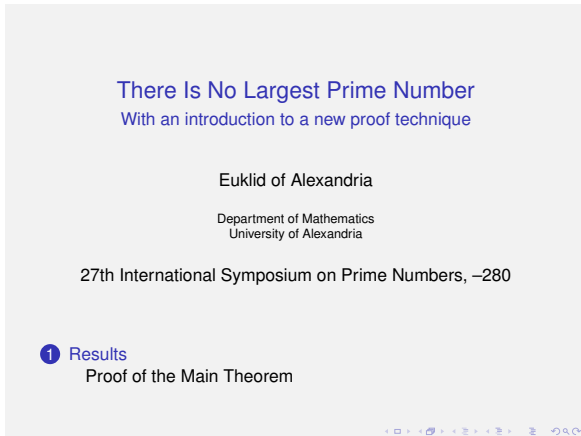 There Is No Largest Prime Number
With an introduction to a new proof technique
Euklid of Alexandria
Department of Mathematics
University of Alexandria
27th International Symposium on Prime Numbers, –280
1 Results
Proof of the Main Theorem